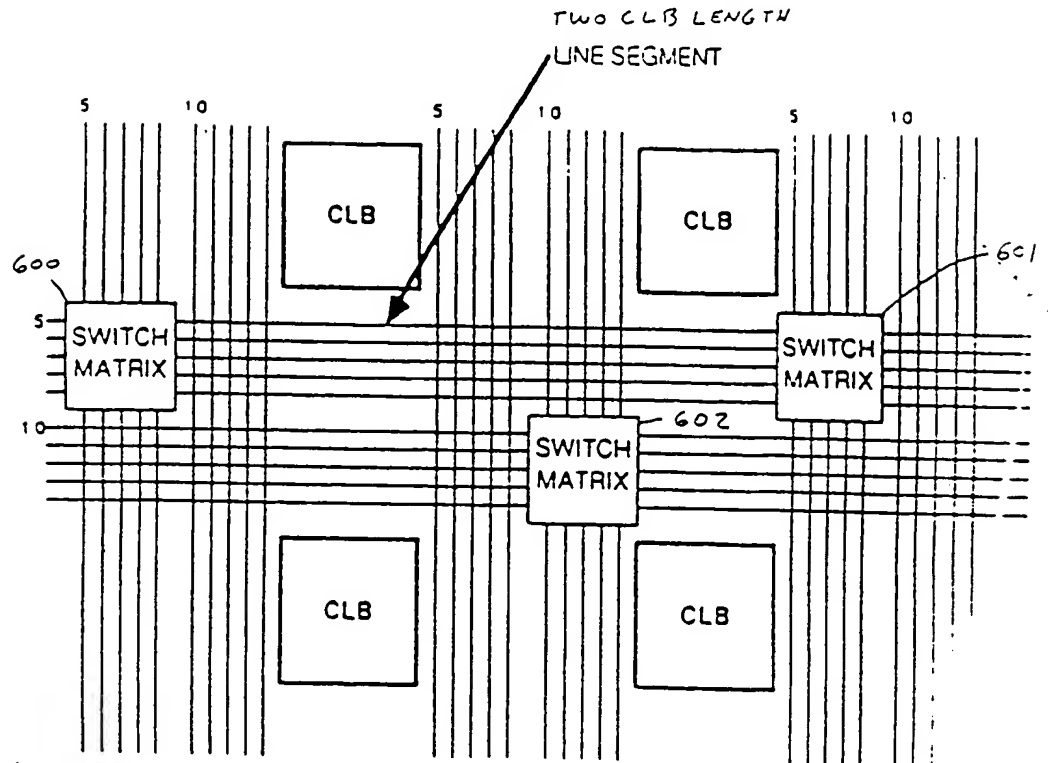 TWO CLB LENGTH
LINE SEGMENT
5 10 5 10 5 10
CLB CLB
600 601
5
SWITCH MATRIX
SWITCH MATRIX
602
10
SWITCH MATRIX
CLB CLB